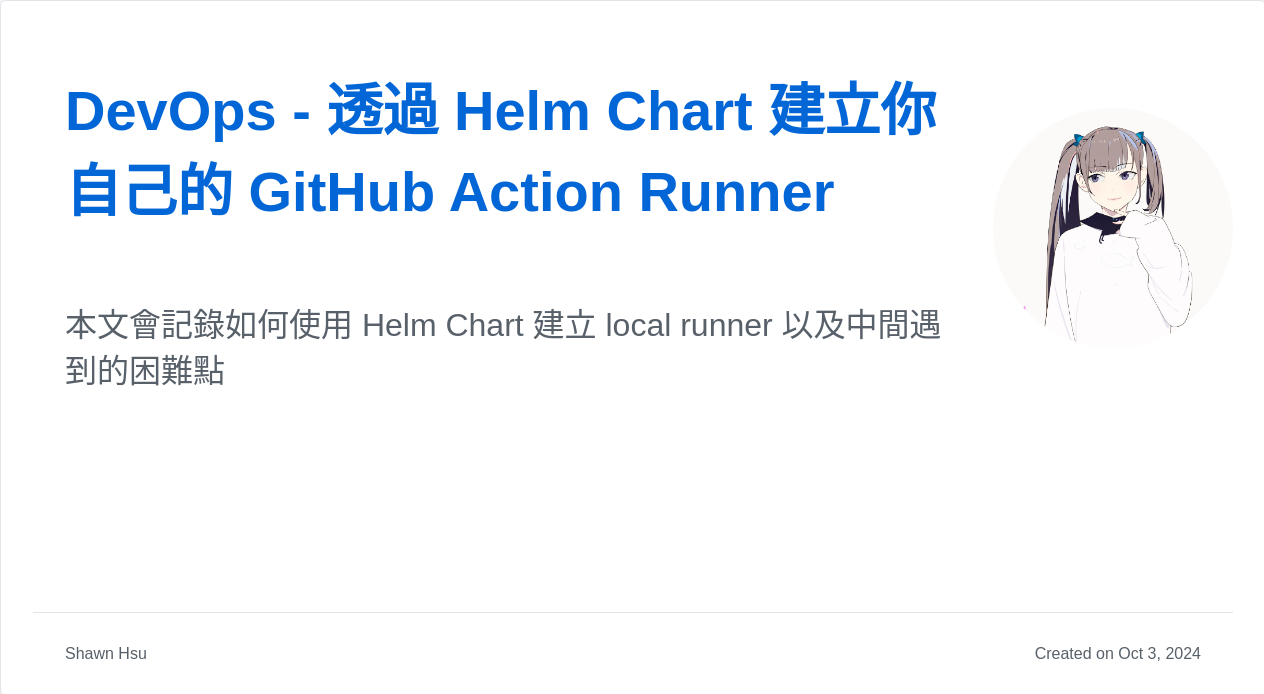 DevOps - 透過 Helm Chart 建立你
自己的 GitHub Action Runner
本文會記錄如何使用 Helm Chart 建立 local runner 以及中間遇
到的困難點
Shawn Hsu
Created on Oct 3, 2024